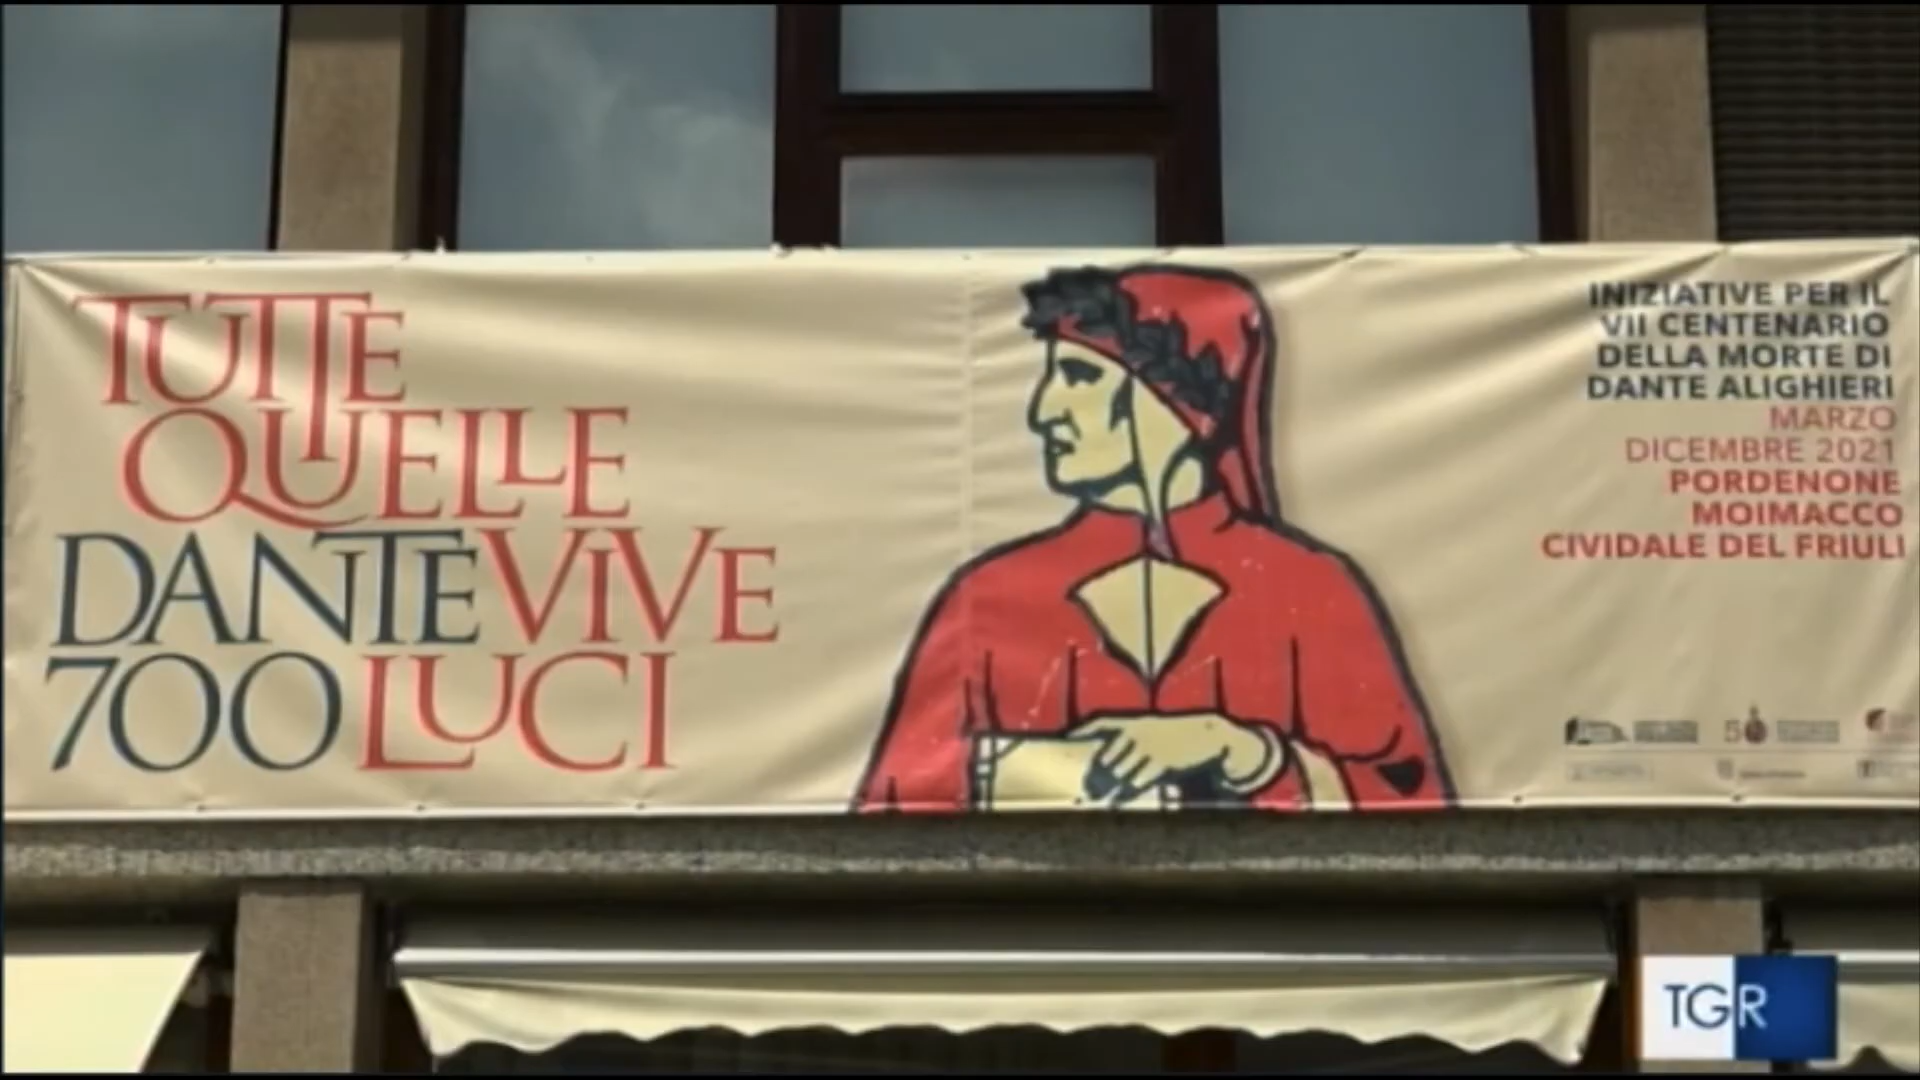 TUTTE
QUELLE
DANTE VIVE
700 LUCI
INIZIATIVE PER IL
VII CENTENARIO
DELLA MORTE DI
DANTE ALIGHIERI
MARZO
DICEMBRE 2021
PORDENONE
MOIMACCO
CIVIDALE DEL FRIULI
TGR